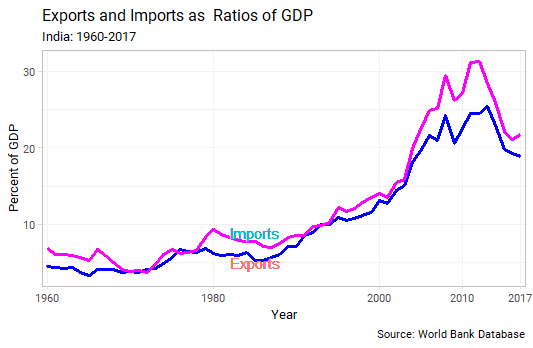 Exports and Imports as  Ratios of GDP
India: 1960-2017
30
20
10
Percent of GDP
Imports
Exports
1960
1980
2000
2010
2017
Year
Source: World Bank Database